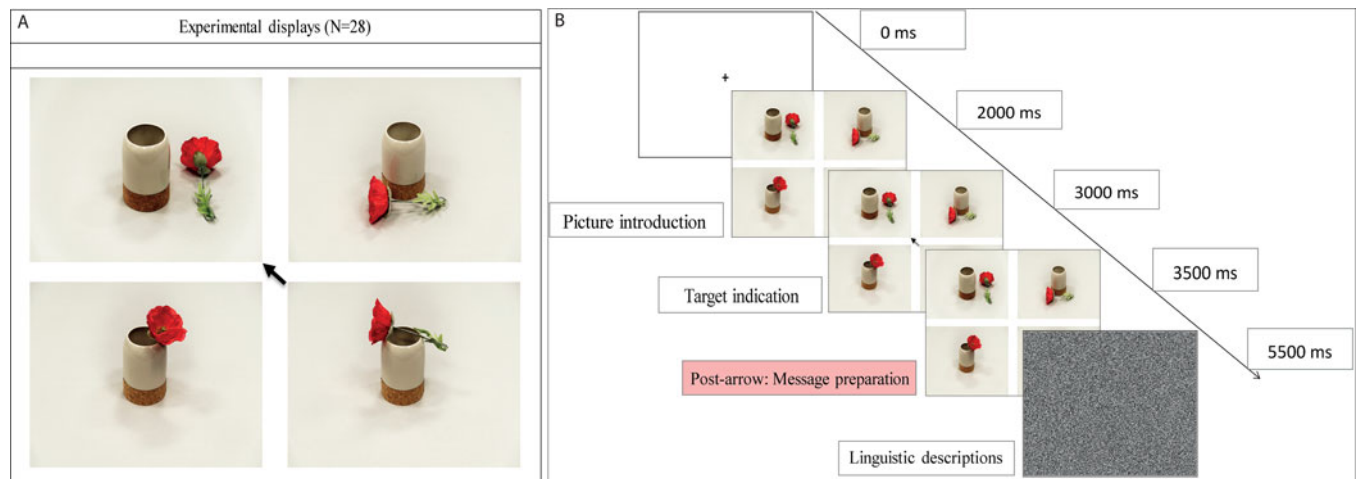 A
Experimental displays (N=28)
B
0 ms
2000 ms
3000 ms
3500 ms
5500 ms
Picture introduction
Target indication
Post-arrow: Message preparation
Linguistic descriptions